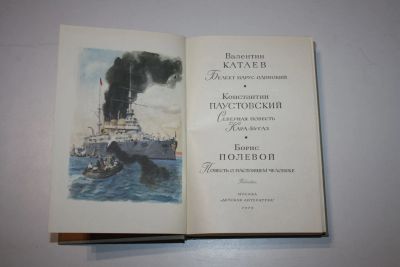 Валентин
КАТАЕВ
Белеет парус одинокий
Константин
ПАУСТОВСКИЙ
Северная повесть
Кара-Бугаз
Борис
ПОЛЕВОЙ
Повесть о настоящем человеке
МОСКВА
«ДЕТСКАЯ ЛИТЕРАТУРА»